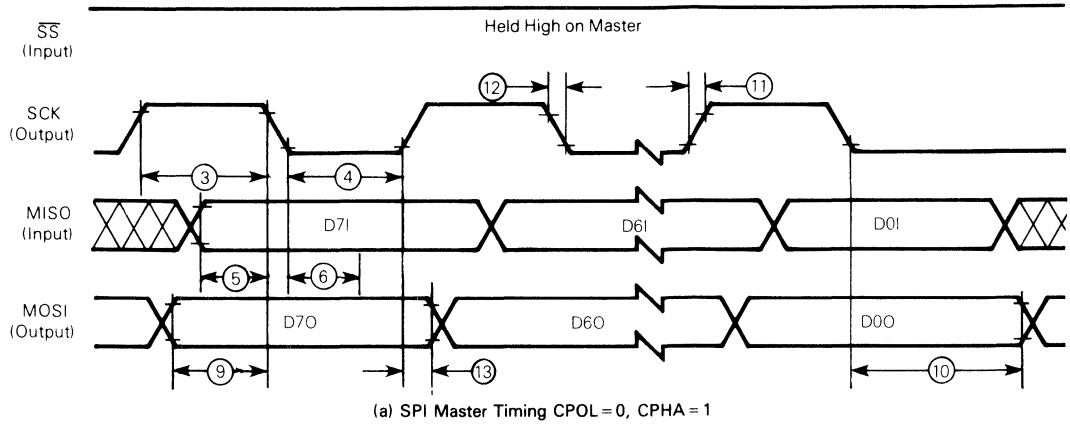 SS
(Input)
Held High on Master
12
11
SCK
(Output)
3
4
MISO
(Input)
D7I
D6I
D0I
5
6
MOSI
(Output)
D7O
D6O
D0O
9
13
10
(a) SPI Master Timing CPOL = 0, CPHA = 1